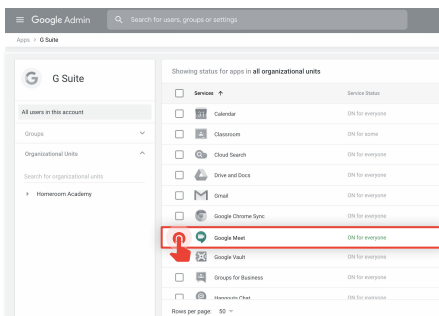 Google Admin
Search for users, groups or settings
Apps > G Suite
G
G Suite
All users in this account
Groups
Organizational Units
Search for organizational units
Homeroom Academy
Showing status for apps in all organizational units
Services ↑ Service Status
31 Calendar ON for everyone
Classroom ON for some
Cloud Search ON for everyone
Drive and Docs ON for everyone
Gmail ON for everyone
Google Chrome Sync ON for everyone
Google Meet ON for everyone
Google Vault ON for everyone
Groups for Business ON for everyone
Hangouts Chat ON for everyone
Rows per page: 50